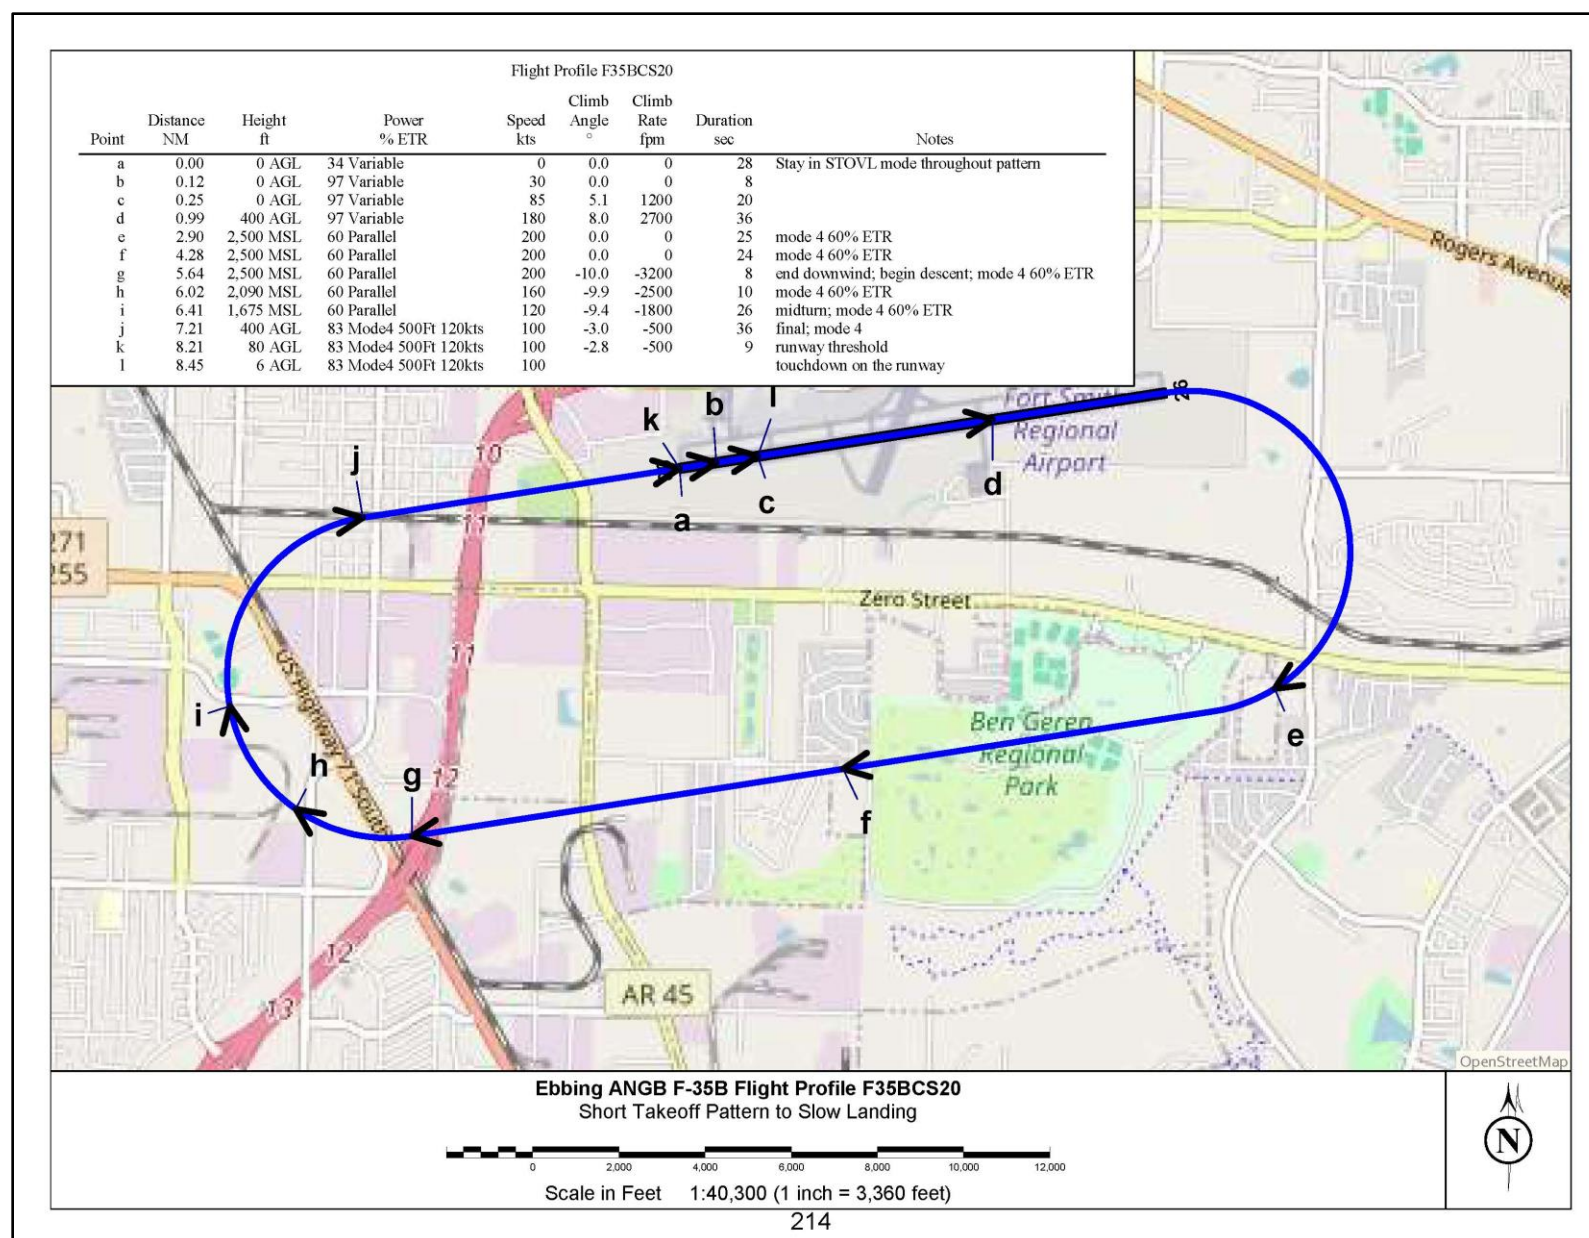 Flight Profile F35BCS20
Climb Climb
Distance Height Power Speed Angle Rate Duration
Point NM ft % ETR kts ° fpm sec Notes
a 0.00 0 AGL 34 Variable 0 0.0 0 28 Stay in STOVL mode throughout pattern
b 0.12 0 AGL 97 Variable 30 0.0 0 8
c 0.25 0 AGL 97 Variable 85 5.1 1200 20
d 0.99 400 AGL 97 Variable 180 8.0 2700 36
e 2.90 2,500 MSL 60 Parallel 200 0.0 0 25 mode 4 60% ETR
f 4.28 2,500 MSL 60 Parallel 200 0.0 0 24 mode 4 60% ETR
g 5.64 2,500 MSL 60 Parallel 200 -10.0 -3200 8 end downwind; begin descent; mode 4 60% ETR
h 6.02 2,090 MSL 60 Parallel 160 -9.9 -2500 10 mode 4 60% ETR
i 6.41 1,675 MSL 60 Parallel 120 -9.4 -1800 26 midturn; mode 4 60% ETR
j 7.21 400 AGL 83 Mode4 500Ft 120kts 100 -3.0 -500 36 final; mode 4
k 8.21 80 AGL 83 Mode4 500Ft 120kts 100 -2.8 -500 9 runway threshold
l 8.45 6 AGL 83 Mode4 500Ft 120kts 100 touchdown on the runway
Rogers Avenue
26
Fort Smith
Regional
Airport
k b l
j
10
d
a c
11
271
255
Zero Street
11
US Highway 71 South
i
e
Ben Geren
Regional
Park
h
g
12
f
12
13
AR 45
OpenStreetMap
Ebbing ANGB F-35B Flight Profile F35BCS20
Short Takeoff Pattern to Slow Landing
N
0 2,000 4,000 6,000 8,000 10,000 12,000
Scale in Feet 1:40,300 (1 inch = 3,360 feet)
214